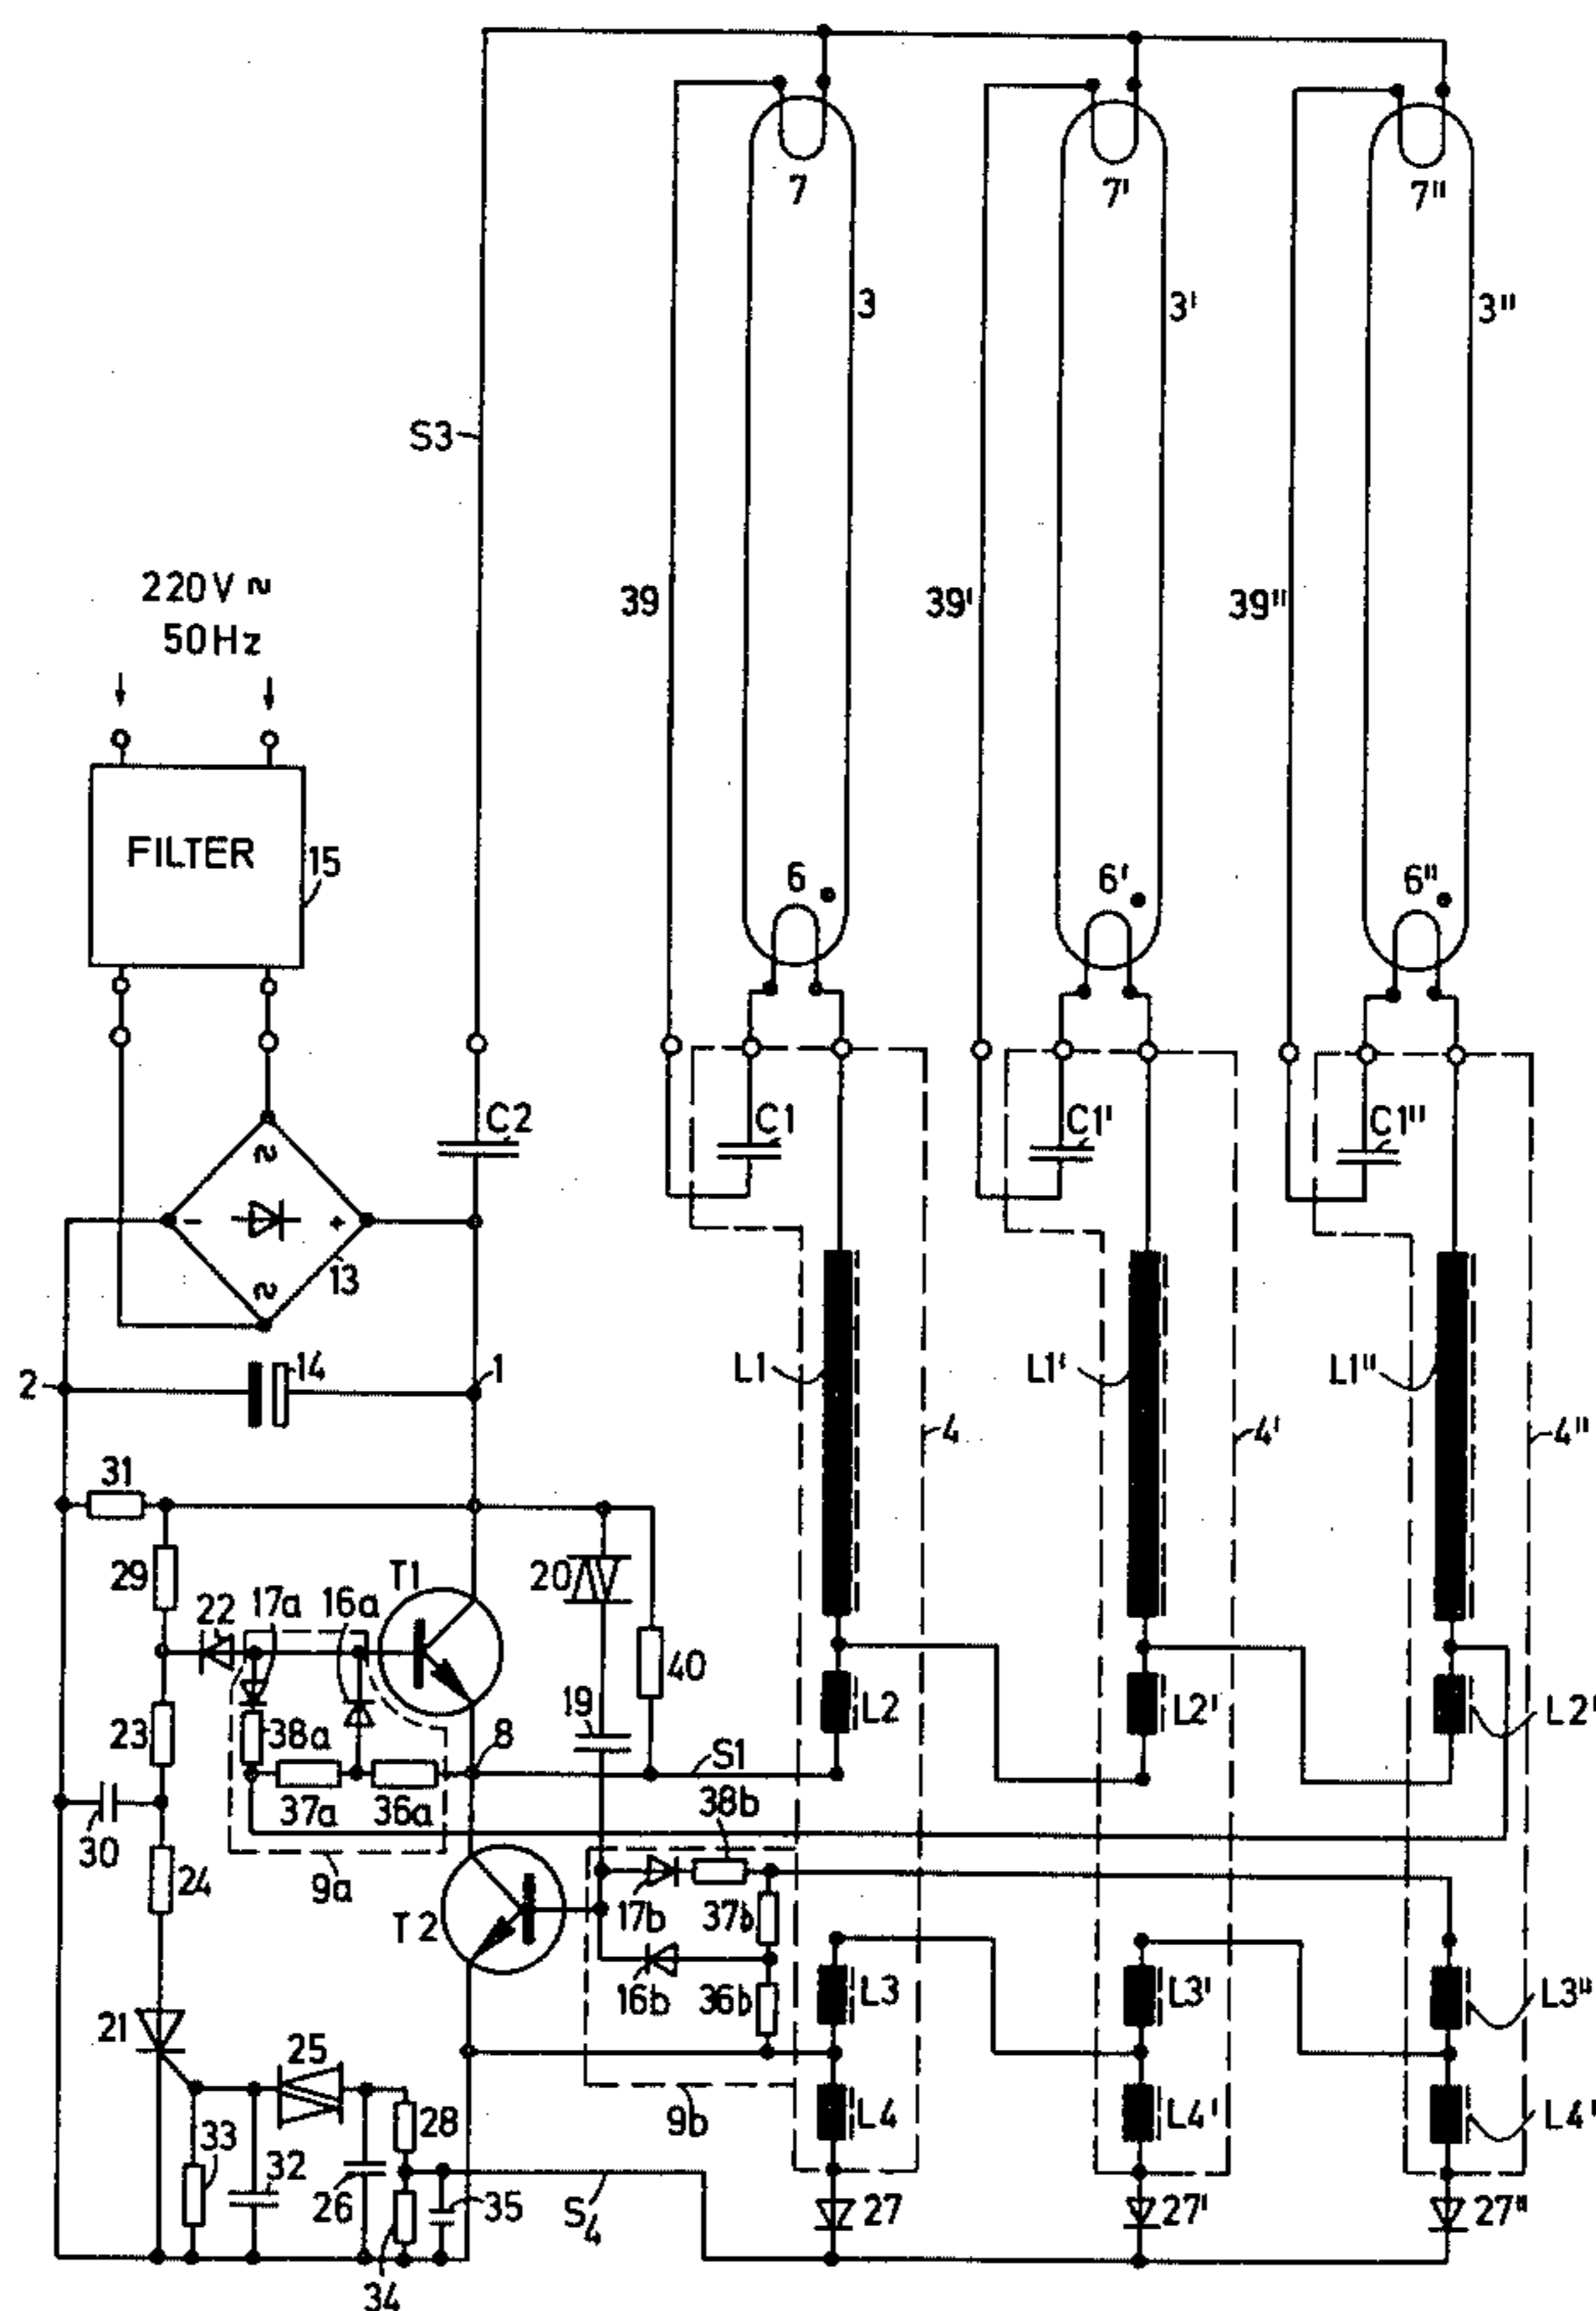 7
7'
7"
3
3'
3"
S3
39
39'
39"
220V ~
50Hz
FILTER
15
6
6'
6"
C2
C1
C1"
C1"
~
- +
~
13
2
14
1
L1
L1'
L1"
4
4'
4"
31
29
22
17a
16a
T1
20
40
23
38a
8
19
S1
L2
L2'
L2'
37a
36a
38b
30
24
9a
T2
17b
37b
16b
36b
L3
L3'
L3"
21
25
28
9b
L4
L4'
L4'
33
32
26
35
S4
27
27'
27"
34